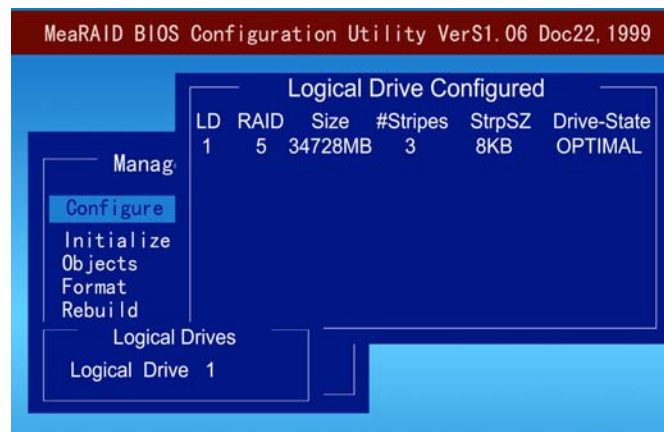 MeaRAID BIOS Configuration Utility VerS1.06 Doc22,1999
Logical Drive Configured
LD RAID Size #Stripes StrpSZ Drive-State
1 5 34728MB 3 8KB OPTIMAL
Manag
Configure
Initialize
Objects
Format
Rebuild
Logical Drives
Logical Drive 1